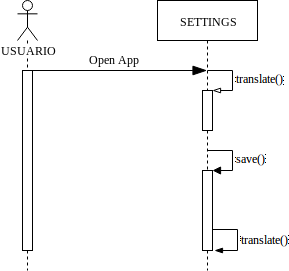 SETTINGS
USUARIO
Open App
:translate():
:save():
:translate():